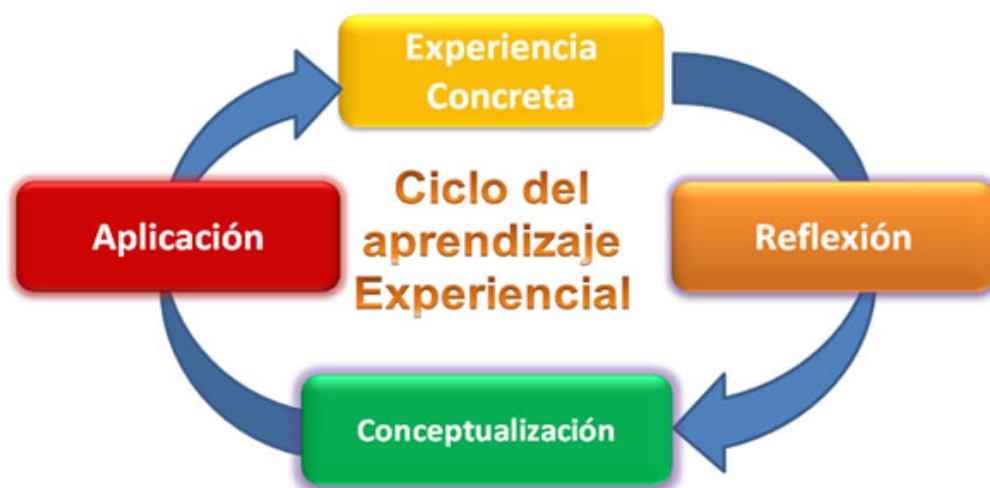 Experiencia
Concreta
Ciclo del
aprendizaje
Experiencial
Aplicación
Reflexión
Conceptualización